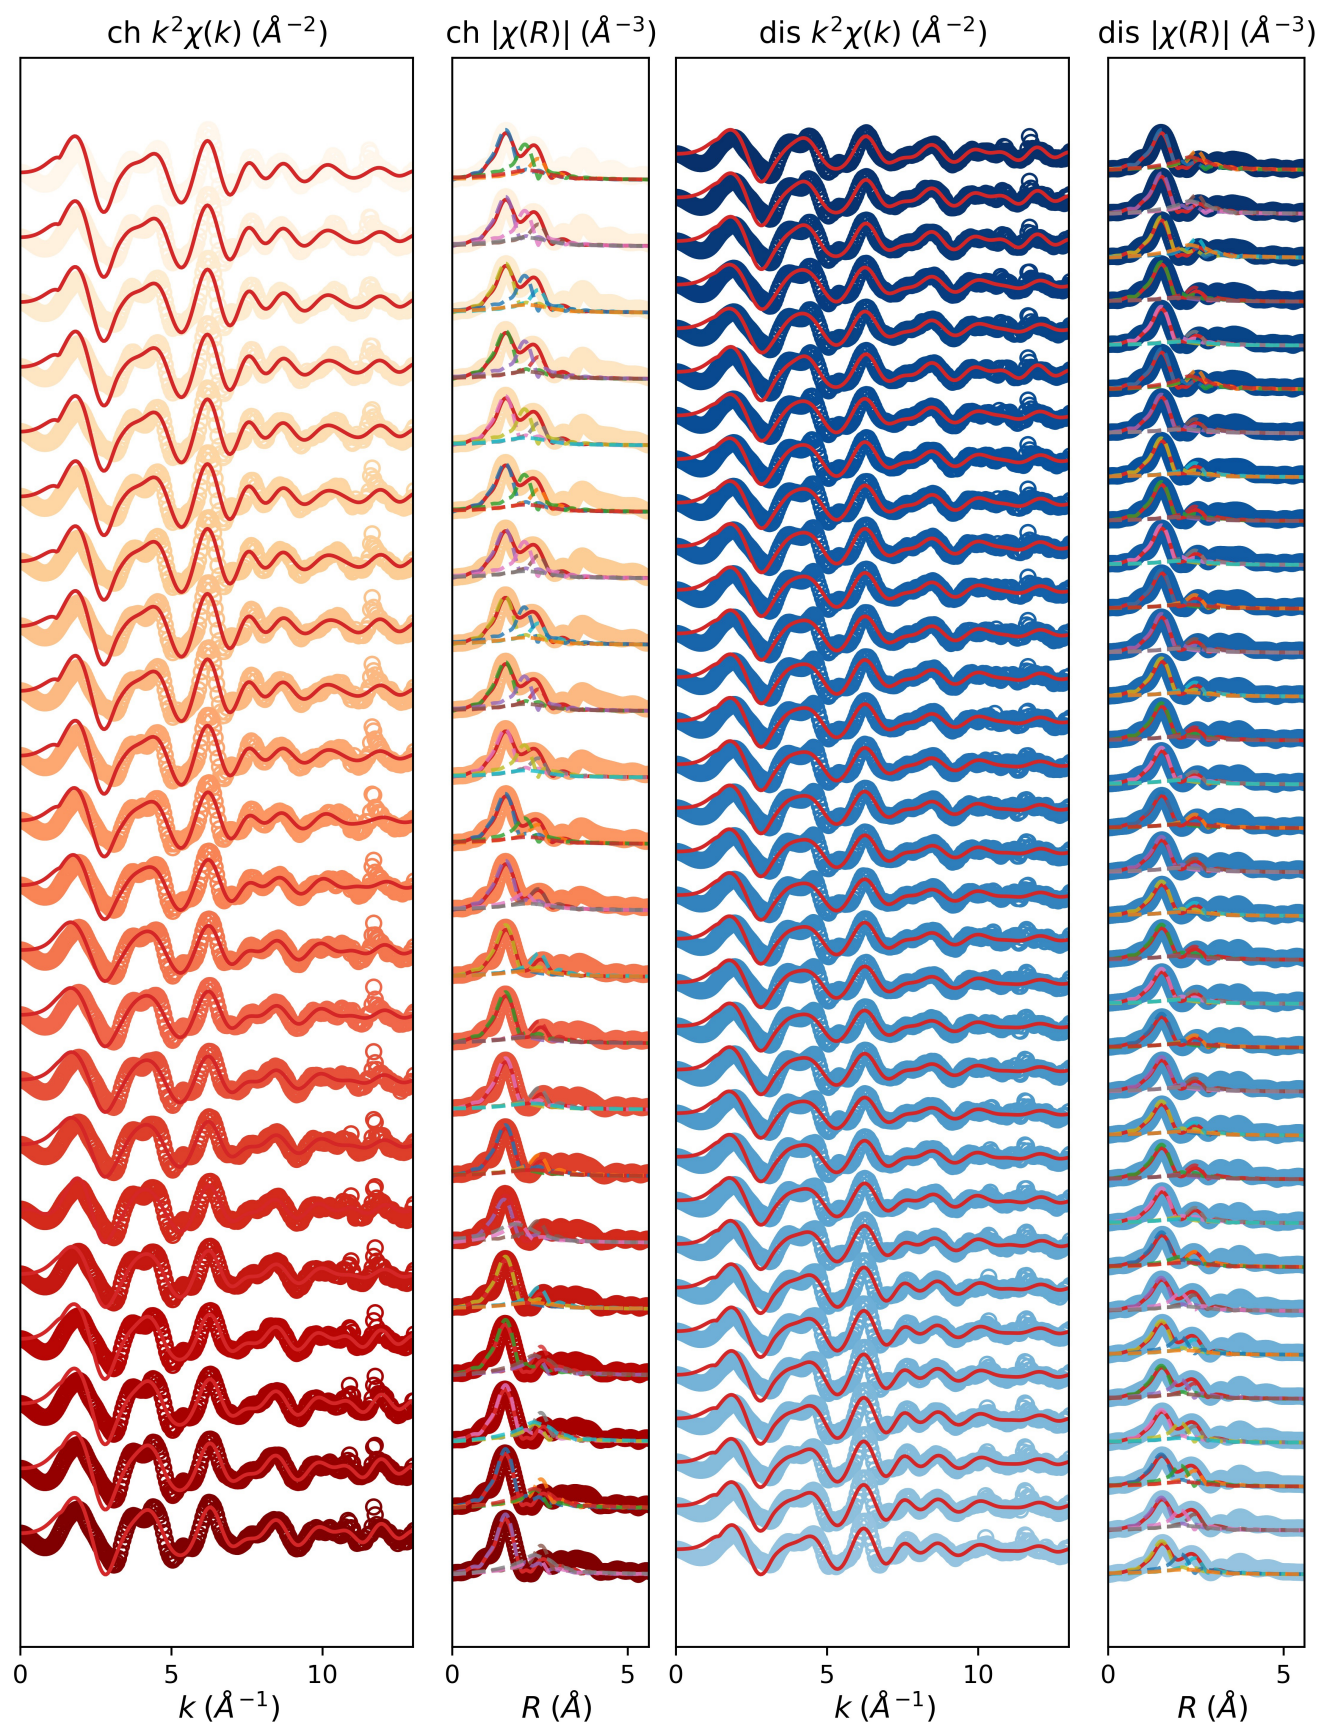 ch k²χ(k) (Å⁻²)
ch |χ(R)| (Å⁻³)
dis k²χ(k) (Å⁻²)
dis |χ(R)| (Å⁻³)
0 5 10
0 5
0 5 10
0 5
k (Å⁻¹)
R (Å)
k (Å⁻¹)
R (Å)